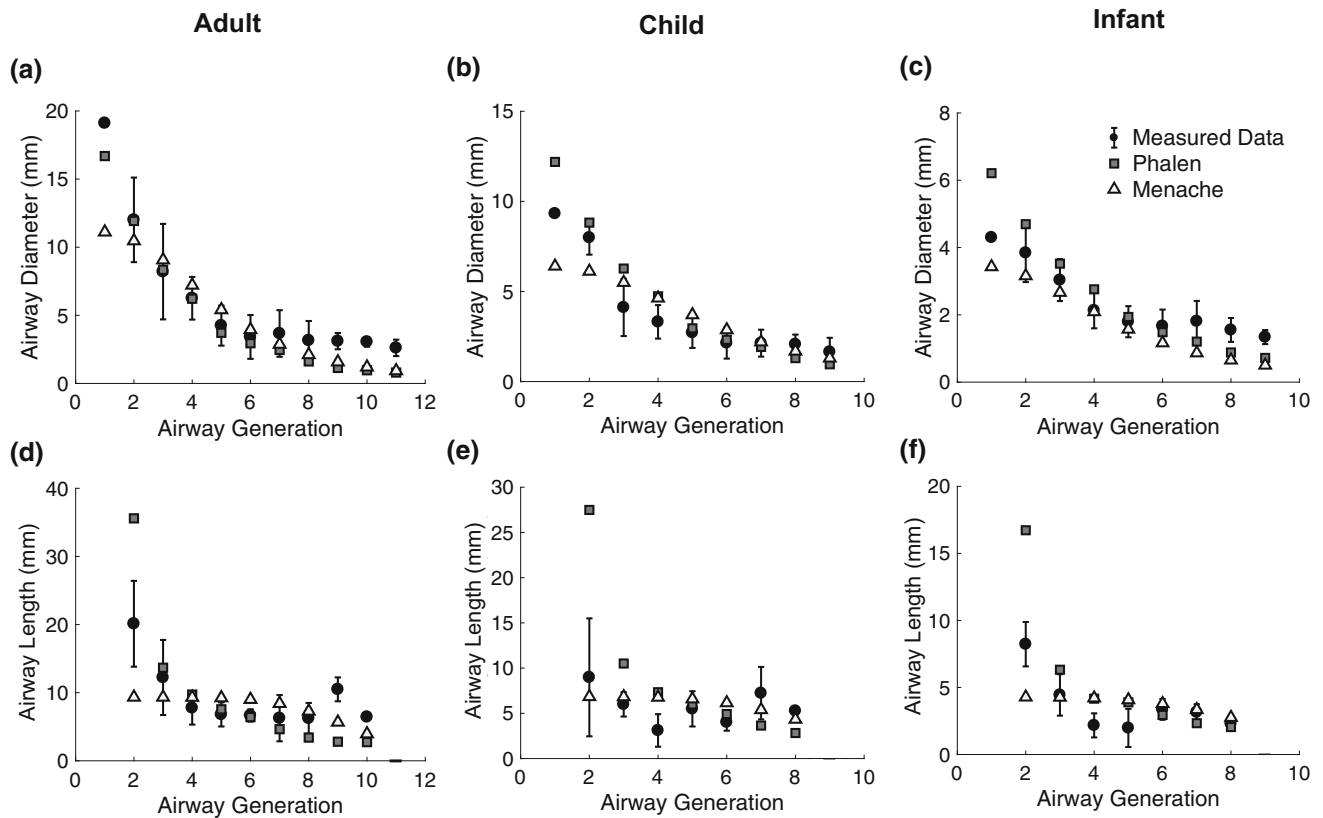 Adult
Child
Infant
(a)
(b)
(c)
20
15
10
5
0
0 2 4 6 8 10 12
Airway Diameter (mm)
Airway Generation
15
10
5
0
0 2 4 6 8 10
Airway Diameter (mm)
Airway Generation
8
6
4
2
0
0 2 4 6 8 10
Airway Diameter (mm)
Airway Generation
Measured Data
Phalen
Menache
(d)
(e)
(f)
40
30
20
10
0
0 2 4 6 8 10 12
Airway Length (mm)
Airway Generation
30
25
20
15
10
5
0
0 2 4 6 8 10
Airway Length (mm)
Airway Generation
20
15
10
5
0
0 2 4 6 8 10
Airway Length (mm)
Airway Generation